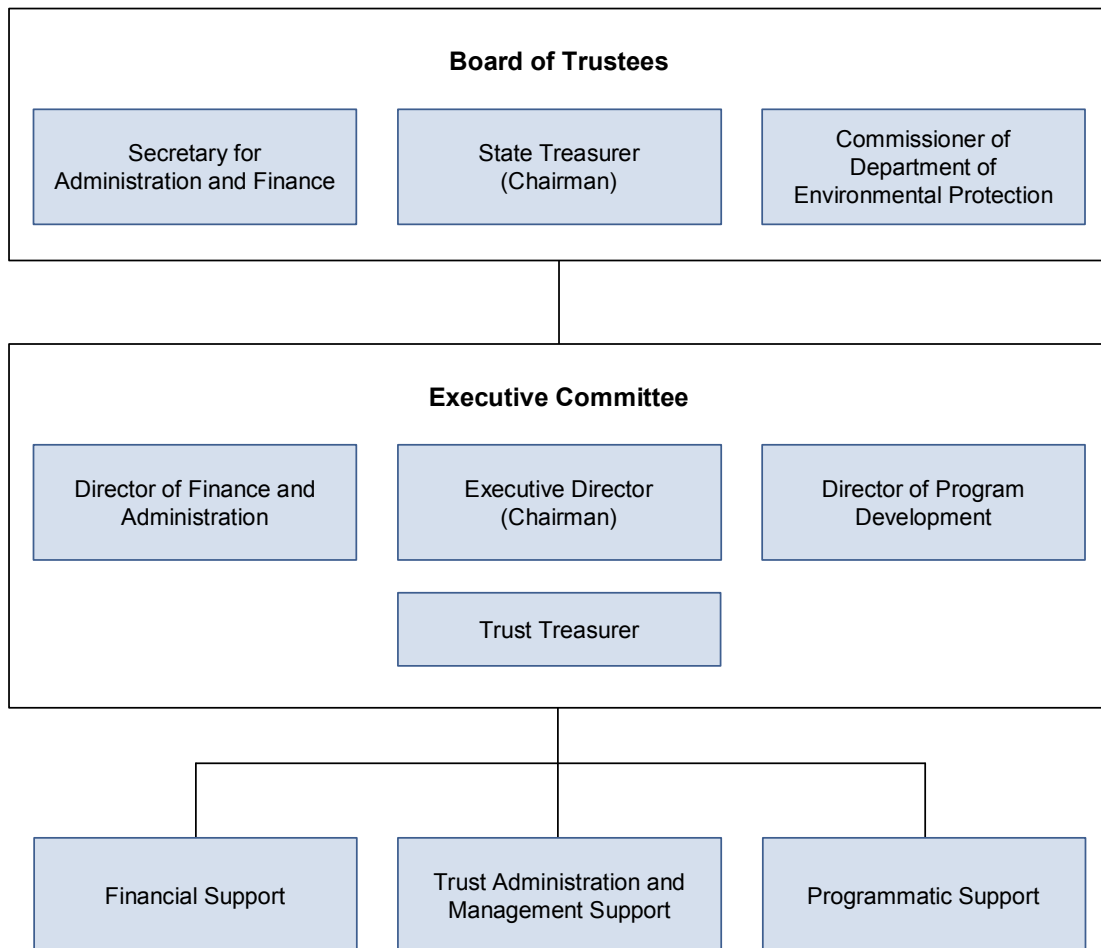 Board of Trustees
Secretary for
Administration and Finance
State Treasurer
(Chairman)
Commissioner of
Department of
Environmental Protection
Executive Committee
Director of Finance and
Administration
Executive Director
(Chairman)
Director of Program
Development
Trust Treasurer
Financial Support
Trust Administration and
Management Support
Programmatic Support